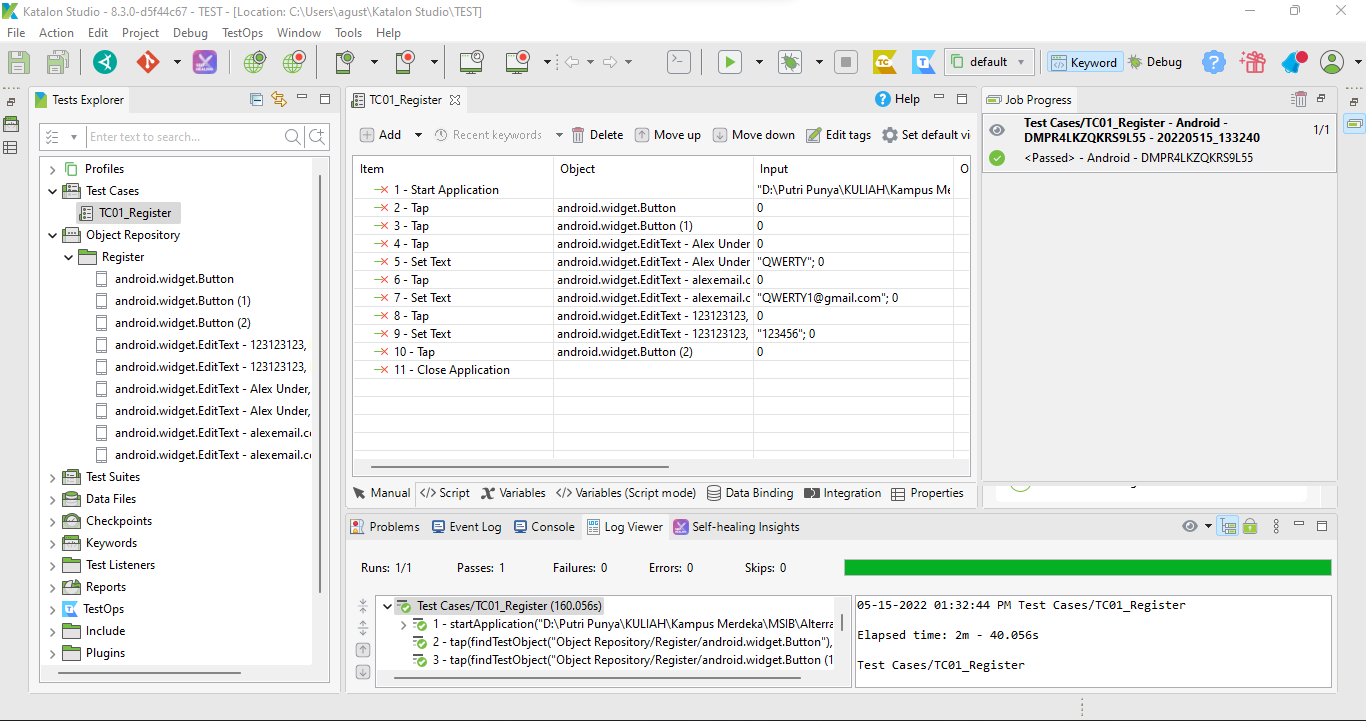 Katalon Studio - 8.3.0-d5f44c67 - TEST - [Location: C:\Users\agust\Katalon Studio\TEST]
File Action Edit Project Debug TestOps Window Tools Help
TC
default
Keyword
Debug
Tests Explorer
Enter text to search...
Profiles
Test Cases
TC01_Register
Object Repository
Register
android.widget.Button
android.widget.Button (1)
android.widget.Button (2)
android.widget.EditText - 123123123,
android.widget.EditText - 123123123,
android.widget.EditText - Alex Under,
android.widget.EditText - Alex Under,
android.widget.EditText - alexemail.co
android.widget.EditText - alexemail.co
Test Suites
Data Files
Checkpoints
Keywords
Test Listeners
Reports
TestOps
Include
Plugins
TC01_Register
Help
Add Recent keywords Delete Move up Move down Edit tags Set default vi
Item Object Input O
1 - Start Application "D:\Putri Punya\KULIAH\Kampus Me
2 - Tap android.widget.Button 0
3 - Tap android.widget.Button (1) 0
4 - Tap android.widget.EditText - Alex Under 0
5 - Set Text android.widget.EditText - Alex Under "QWERTY"; 0
6 - Tap android.widget.EditText - alexemail.c 0
7 - Set Text android.widget.EditText - alexemail.c "QWERTY1@gmail.com"; 0
8 - Tap android.widget.EditText - 123123123, 0
9 - Set Text android.widget.EditText - 123123123, "123456"; 0
10 - Tap android.widget.Button (2) 0
11 - Close Application
Manual Script Variables Variables (Script mode) Data Binding Integration Properties
Job Progress
Test Cases/TC01_Register - Android - 1/1
DMPR4LKZQKRS9L55 - 20220515_133240
<Passed> - Android - DMPR4LKZQKRS9L55
Problems Event Log Console Log Viewer Self-healing Insights
Runs: 1/1 Passes: 1 Failures: 0 Errors: 0 Skips: 0
Test Cases/TC01_Register (160.056s)
1 - startApplication("D:\Putri Punya\KULIAH\Kampus Merdeka\MSIB\Alterra
2 - tap(findTestObject("Object Repository/Register/android.widget.Button"),
3 - tap(findTestObject("Object Repository/Register/android.widget.Button (1
05-15-2022 01:32:44 PM Test Cases/TC01_Register
Elapsed time: 2m - 40.056s
Test Cases/TC01_Register